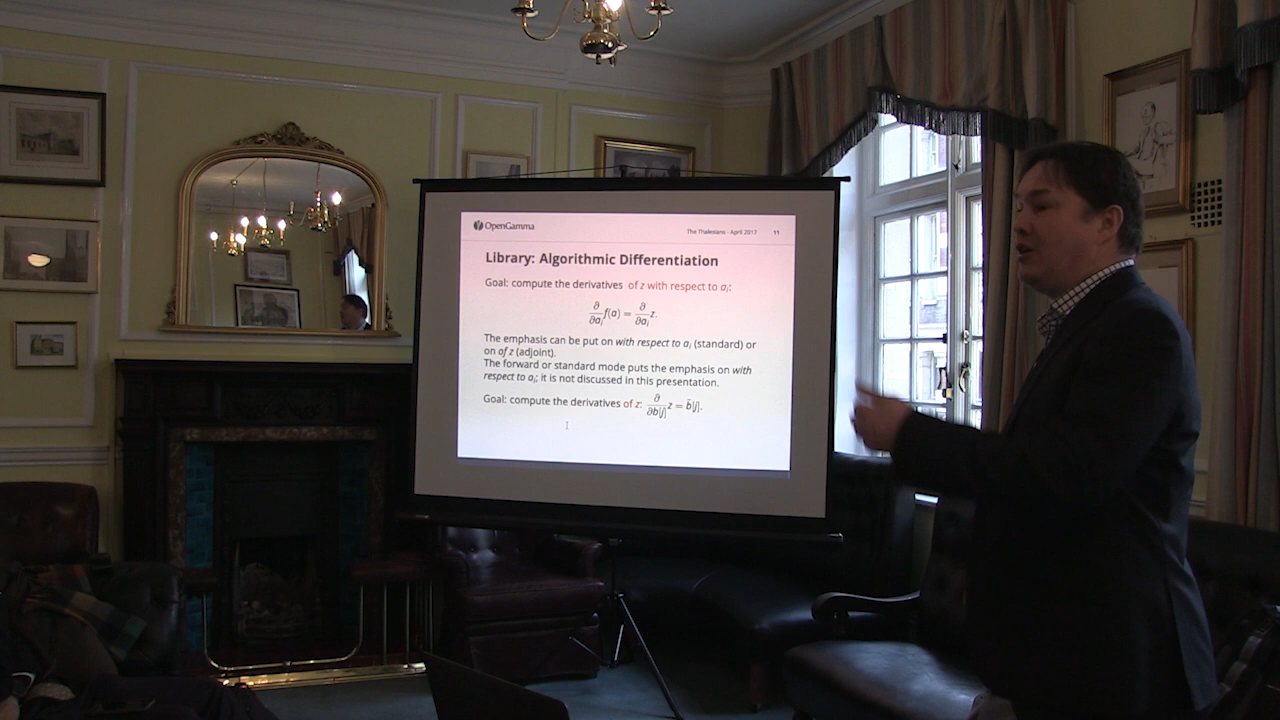 OpenGamma
The Thalesians - April 2017 11
Library: Algorithmic Differentiation
Goal: compute the derivatives of z with respect to aᵢ:
∂/∂aᵢ f(a) = ∂/∂aᵢ z.
The emphasis can be put on with respect to aᵢ (standard) or
on of z (adjoint).
The forward or standard mode puts the emphasis on with
respect to aᵢ; it is not discussed in this presentation.
Goal: compute the derivatives of z: ∂/∂b[j] z = b̄[j].